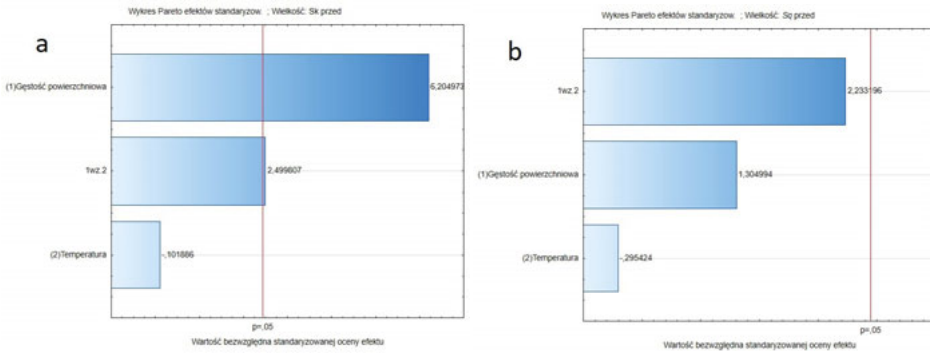 Wykres Pareto efektów standaryzow. ; Wielkość: Sk przed
a
(1)Gęstość powierzchniowa
5,204973
1wz.2
2,499807
(2)Temperatura
-,101886
p=,05
Wartość bezwzględna standaryzowanej oceny efektu
Wykres Pareto efektów standaryzow. ; Wielkość: Sq przed
b
1wz.2
2,233196
(1)Gęstość powierzchniowa
1,304994
(2)Temperatura
-,295424
p=,05
Wartość bezwzględna standaryzowanej oceny efektu